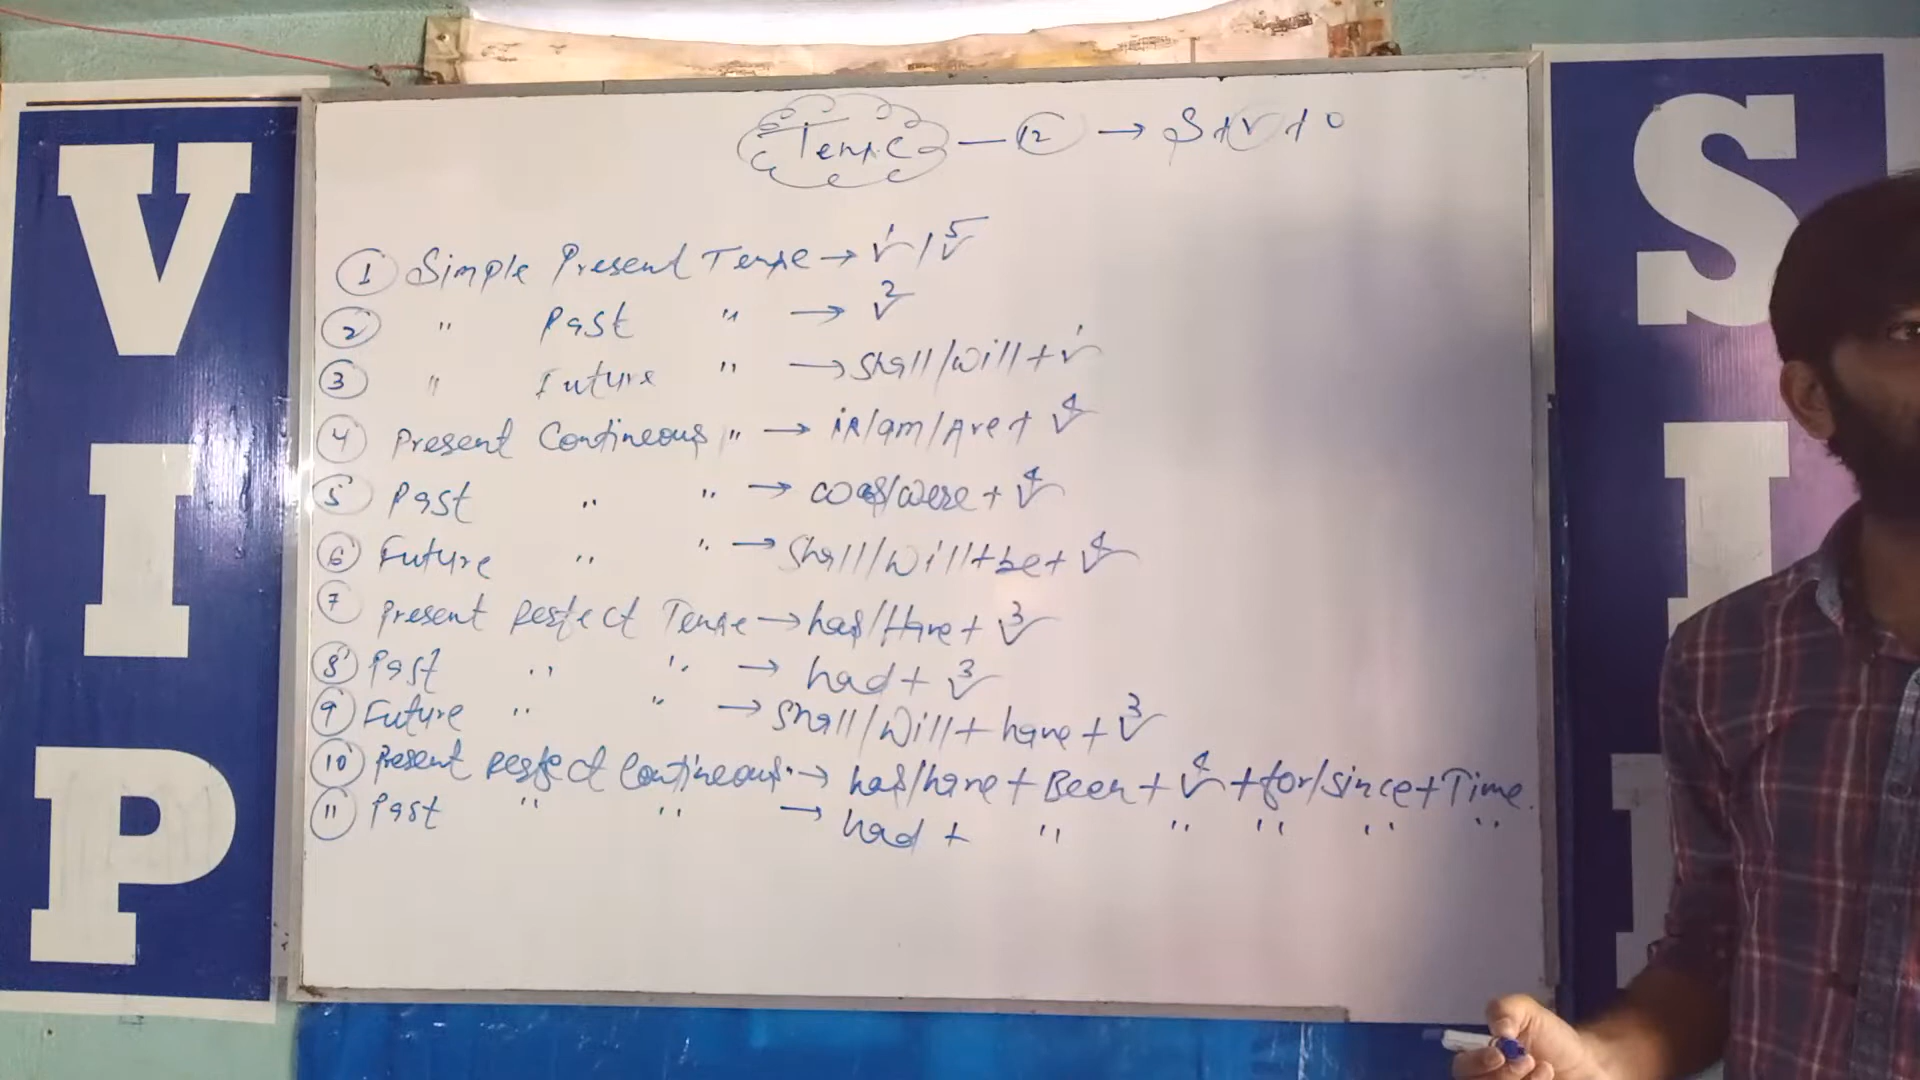 Tense — 12 → S + V + O
① Simple Present Tense → V¹ / V⁵
② " Past " → V²
③ " Future " → Shall/Will + V¹
④ Present Contineous " → is/am/Are + V⁴
⑤ Past " " → was/were + V⁴
⑥ Future " " → Shall/Will + be + V⁴
⑦ Present Perfect Tense → has/Have + V³
⑧ Past " " → had + V³
⑨ Future " " → Shall/Will + have + V³
⑩ Present Perfect Contineous " → has/have + Been + V⁴ + for/since + Time.
⑪ Past " " → had + " " " " "
VIP